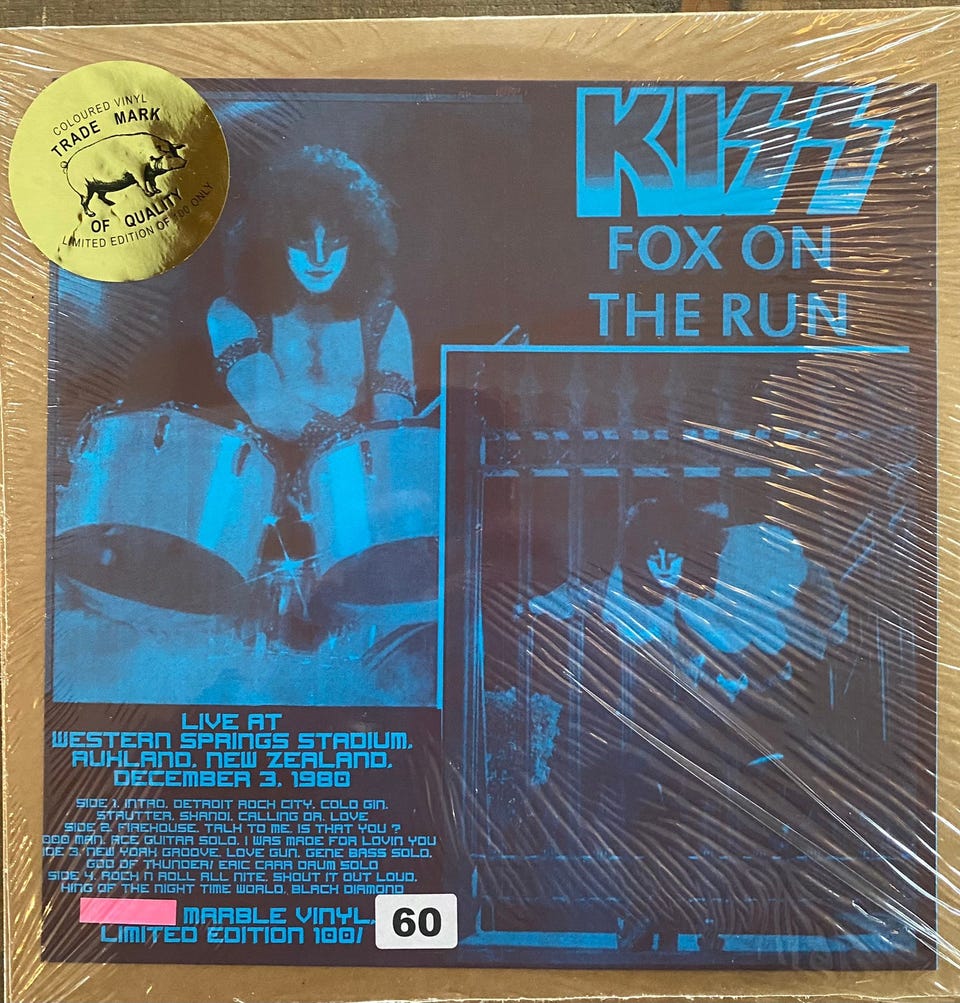 COLOURED VINYL
TRADE MARK
OF QUALITY
LIMITED EDITION OF 100 ONLY
KISS
FOX ON
THE RUN
LIVE AT
WESTERN SPRINGS STADIUM,
AUKLAND, NEW ZEALAND,
DECEMBER 3, 1980
SIDE 1. INTRO, DETROIT ROCK CITY, COLD GIN,
STRUTTER, SHANDI, CALLING DR. LOVE
SIDE 2. FIREHOUSE, TALK TO ME, IS THAT YOU ?
OOO MAN, ACE GUITAR SOLO, I WAS MADE FOR LOVIN YOU
IDE 3. NEW YORK GROOVE, LOVE GUN, GENE BASS SOLO,
GOD OF THUNDER/ ERIC CARR DRUM SOLO
SIDE 4. ROCK N ROLL ALL NITE, SHOUT IT OUT LOUD,
KING OF THE NIGHT TIME WORLD, BLACK DIAMOND
MARBLE VINYL,
LIMITED EDITION 100/ 60